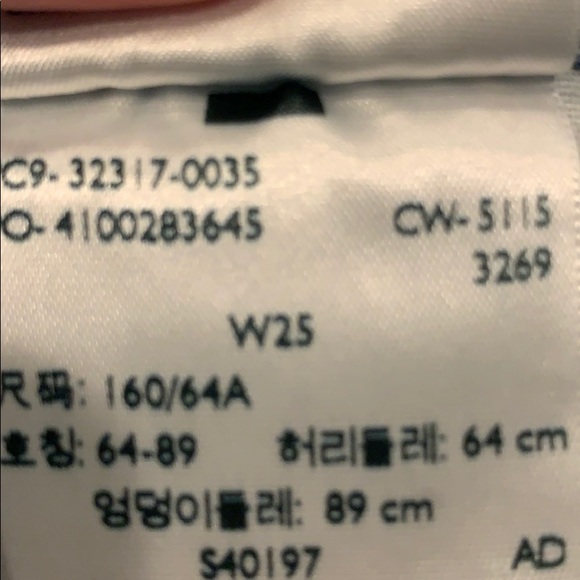 C9- 32317-0035
O- 4100283645 CW- 5115
3269
W25
尺码: 160/64A
호칭: 64-89 허리둘레: 64 cm
엉덩이둘레: 89 cm
S40197 AD